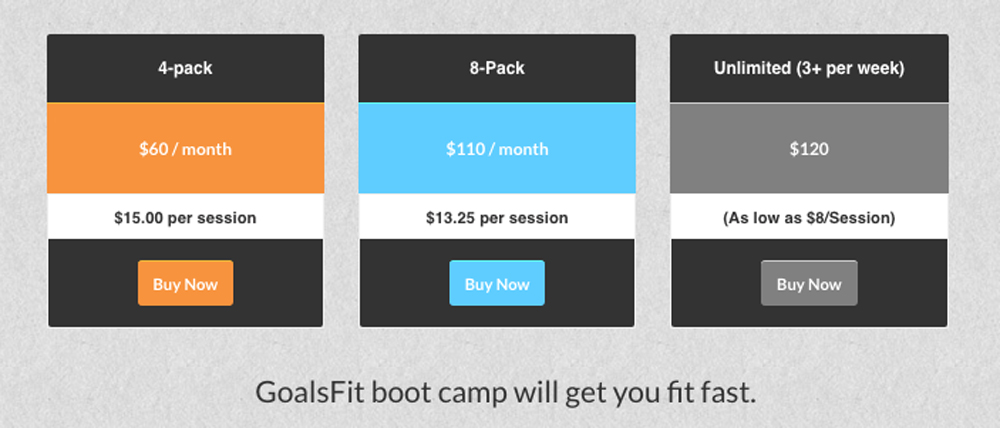 4-pack
$60 / month
$15.00 per session
Buy Now
8-Pack
$110 / month
$13.25 per session
Buy Now
Unlimited (3+ per week)
$120
(As low as $8/Session)
Buy Now
GoalsFit boot camp will get you fit fast.